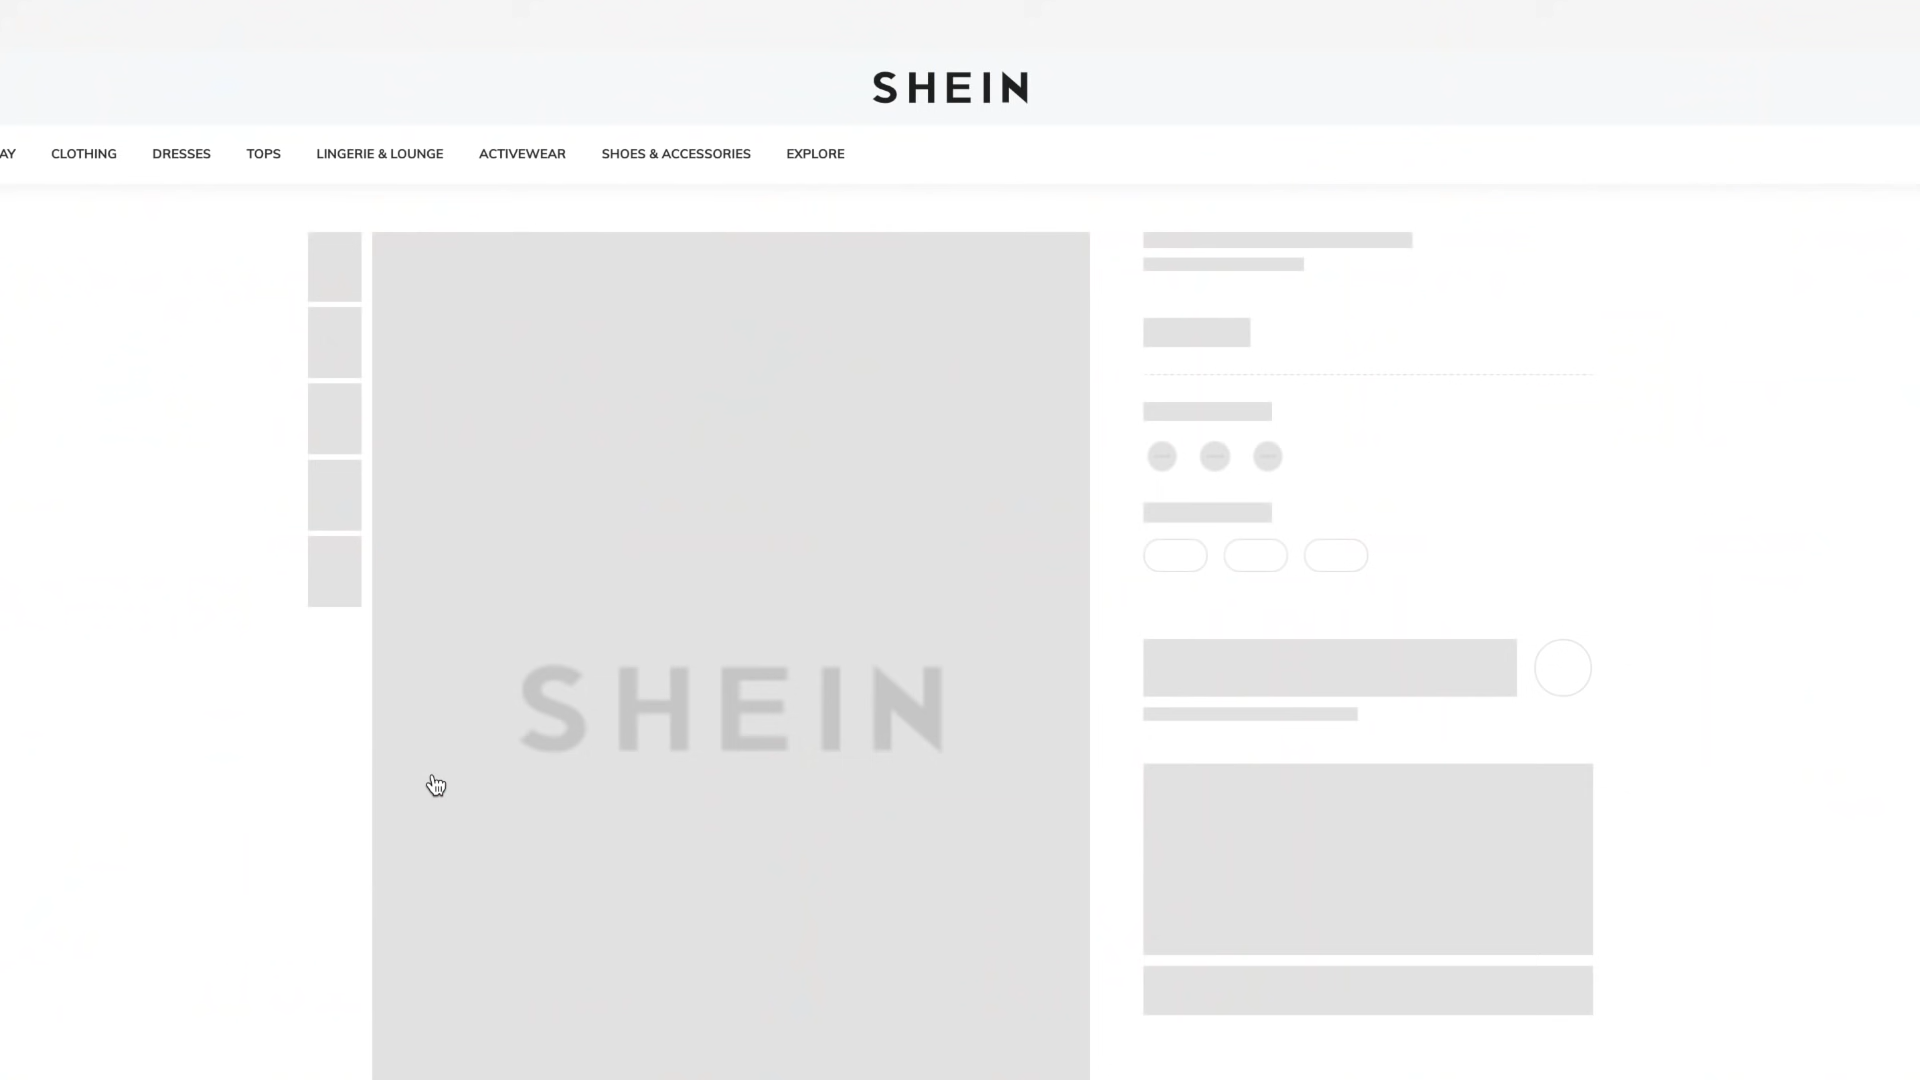 SHEIN
AY CLOTHING DRESSES TOPS LINGERIE & LOUNGE ACTIVEWEAR SHOES & ACCESSORIES EXPLORE
SHEIN